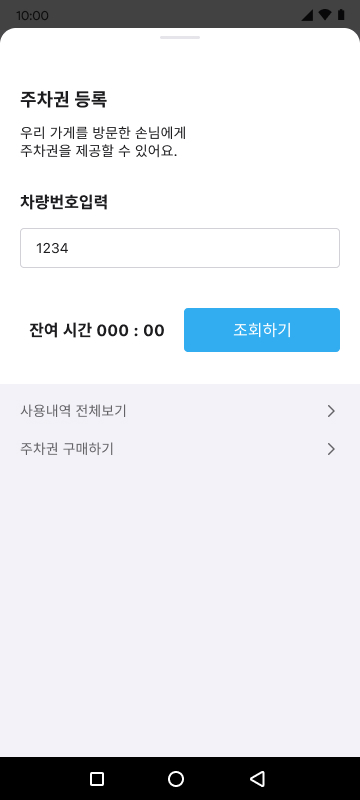 10:00
주차권 등록
우리 가게를 방문한 손님에게
주차권을 제공할 수 있어요.
차량번호입력
1234
잔여 시간 000 : 00
조회하기
사용내역 전체보기
주차권 구매하기